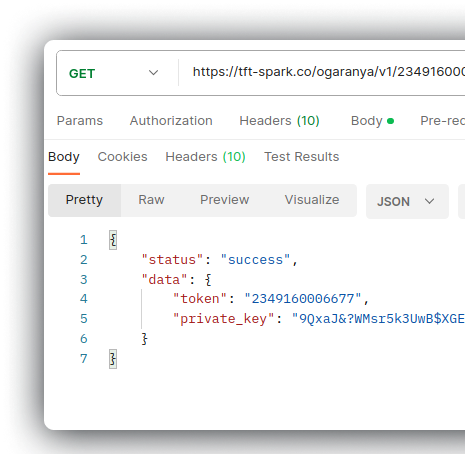 GET https://tft-spark.co/ogaranya/v1/234916000
Params Authorization Headers (10) Body Pre-rec
Body Cookies Headers (10) Test Results
Pretty Raw Preview Visualize JSON
1 {
2 "status": "success",
3 "data": {
4 "token": "2349160006677",
5 "private_key": "9QxaJ&?WMsr5k3UwB$XGE
6 }
7 }